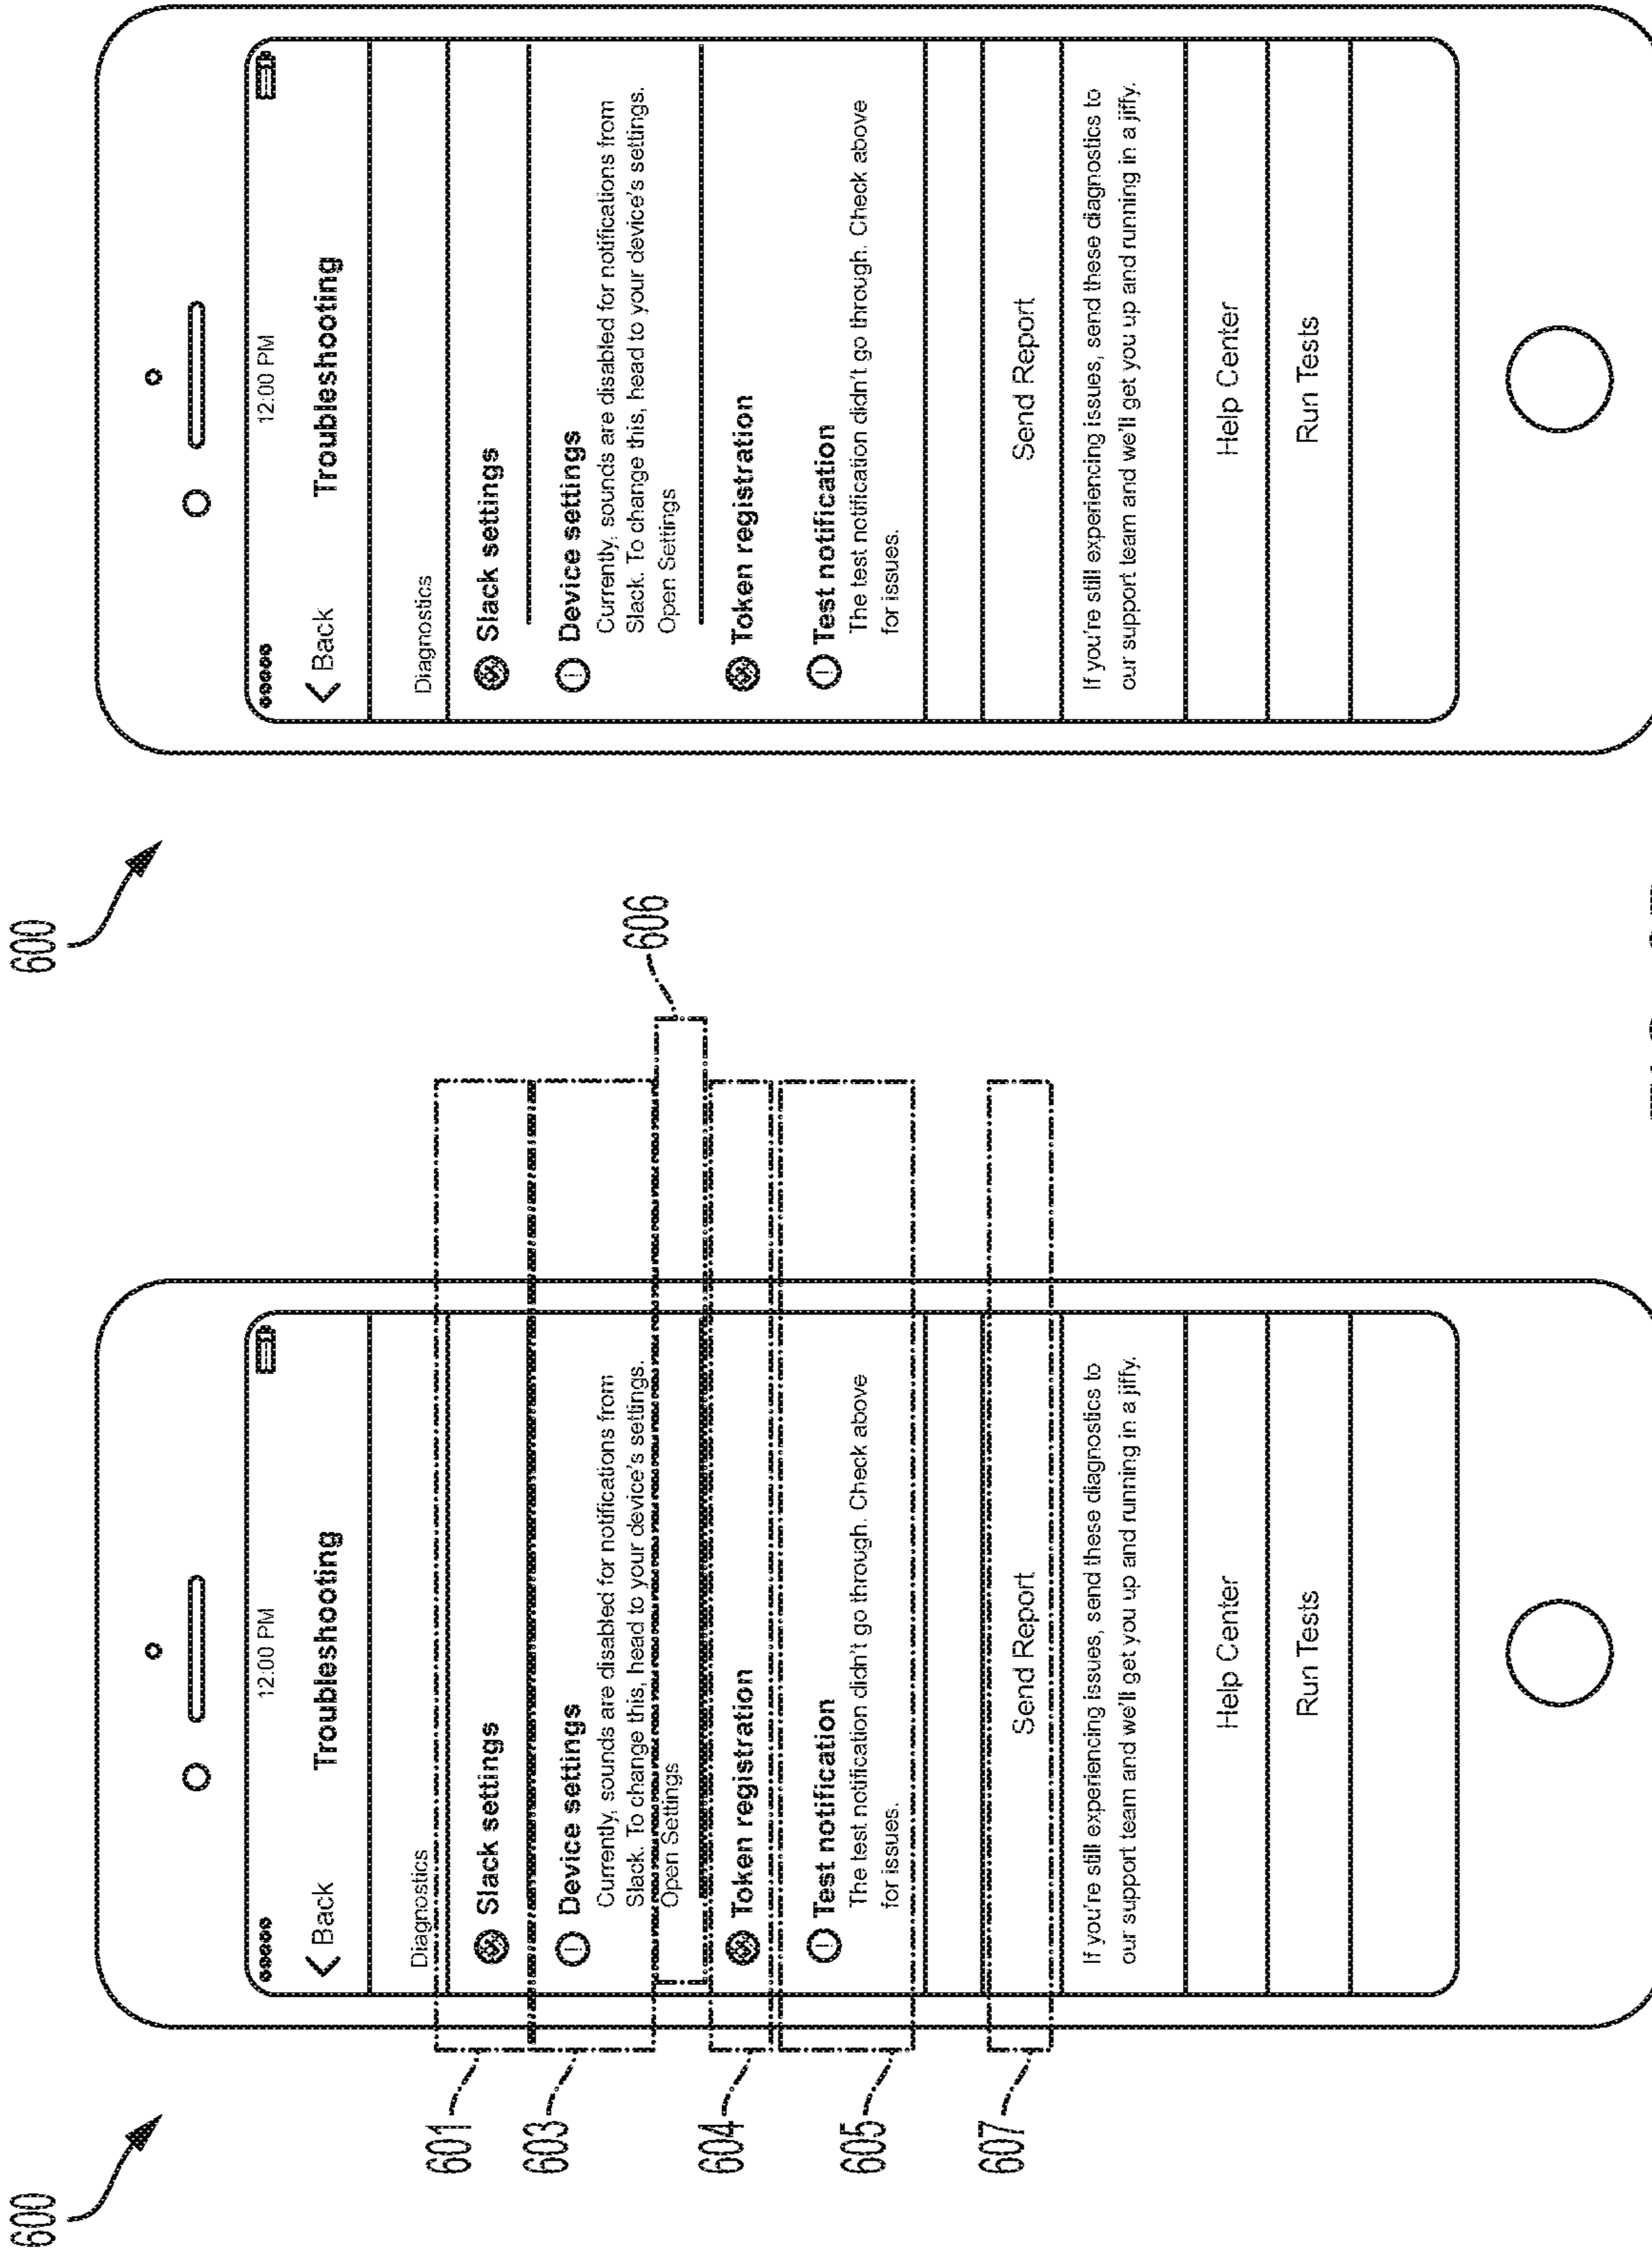 600
12:00 PM
Back
Troubleshooting
Diagnostics
601
Slack settings
603
Device settings
Currently, sounds are disabled for notifications from
Slack. To change this, head to your device's settings.
Open Settings
606
604
Token registration
605
Test notification
The test notification didn't go through. Check above
for issues.
607
Send Report
If you're still experiencing issues, send these diagnostics to
our support team and we'll get you up and running in a jiffy.
Help Center
Run Tests
600
12:00 PM
Back
Troubleshooting
Diagnostics
Slack settings
Device settings
Currently, sounds are disabled for notifications from
Slack. To change this, head to your device's settings.
Open Settings
Token registration
Test notification
The test notification didn't go through. Check above
for issues.
Send Report
If you're still experiencing issues, send these diagnostics to
our support team and we'll get you up and running in a jiffy.
Help Center
Run Tests